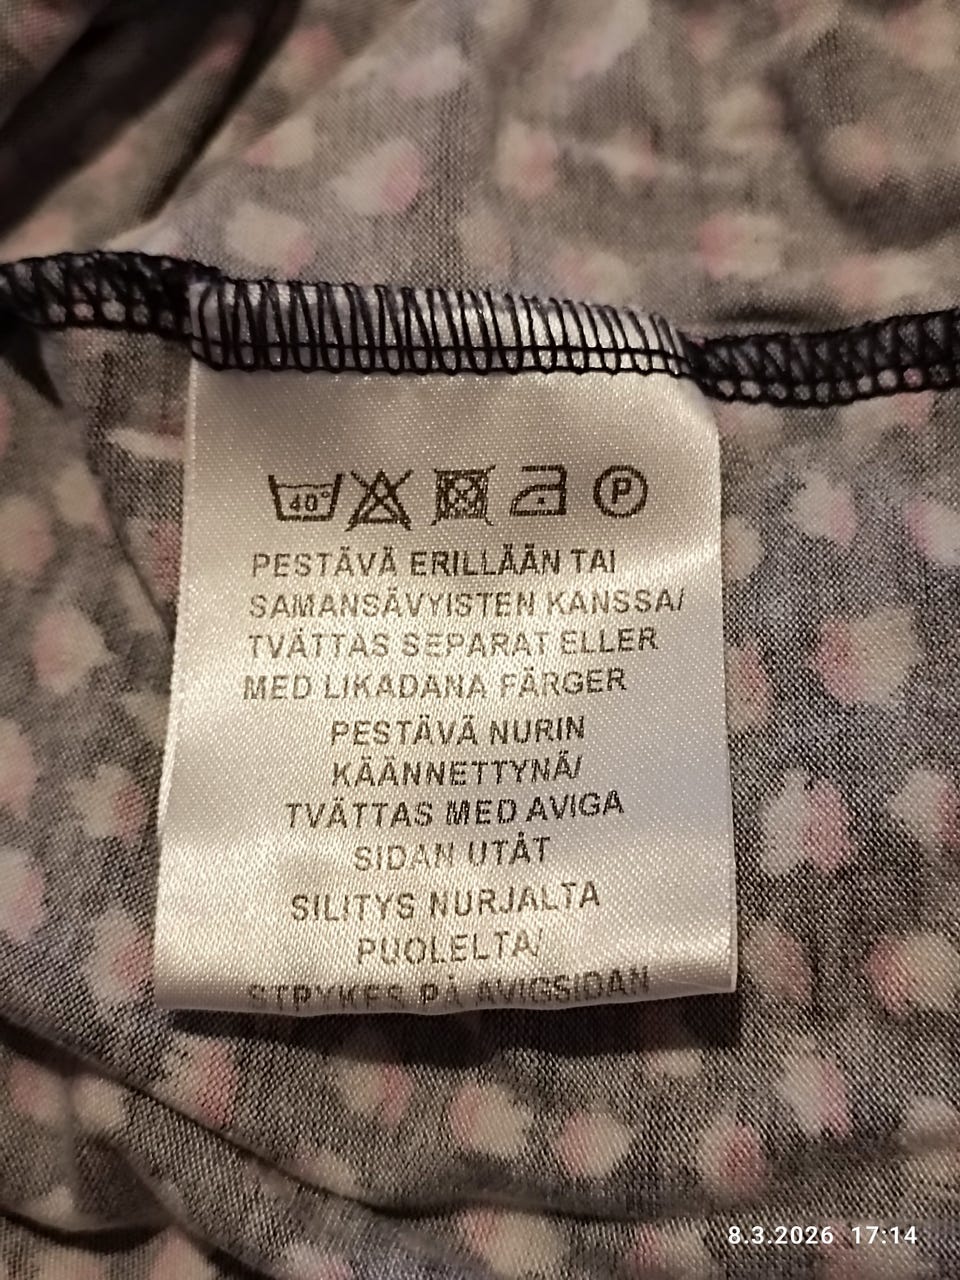 40°
P
PESTÄVÄ ERILLÄÄN TAI
SAMANSÄVYISTEN KANSSA/
TVÄTTAS SEPARAT ELLER
MED LIKADANA FÄRGER
PESTÄVÄ NURIN
KÄÄNNETTYNÄ/
TVÄTTAS MED AVIGA
SIDAN UTÅT
SILITYS NURJALTA
PUOLELTA/
STRYKES PÅ AVIGSIDAN
8.3.2026 17:14